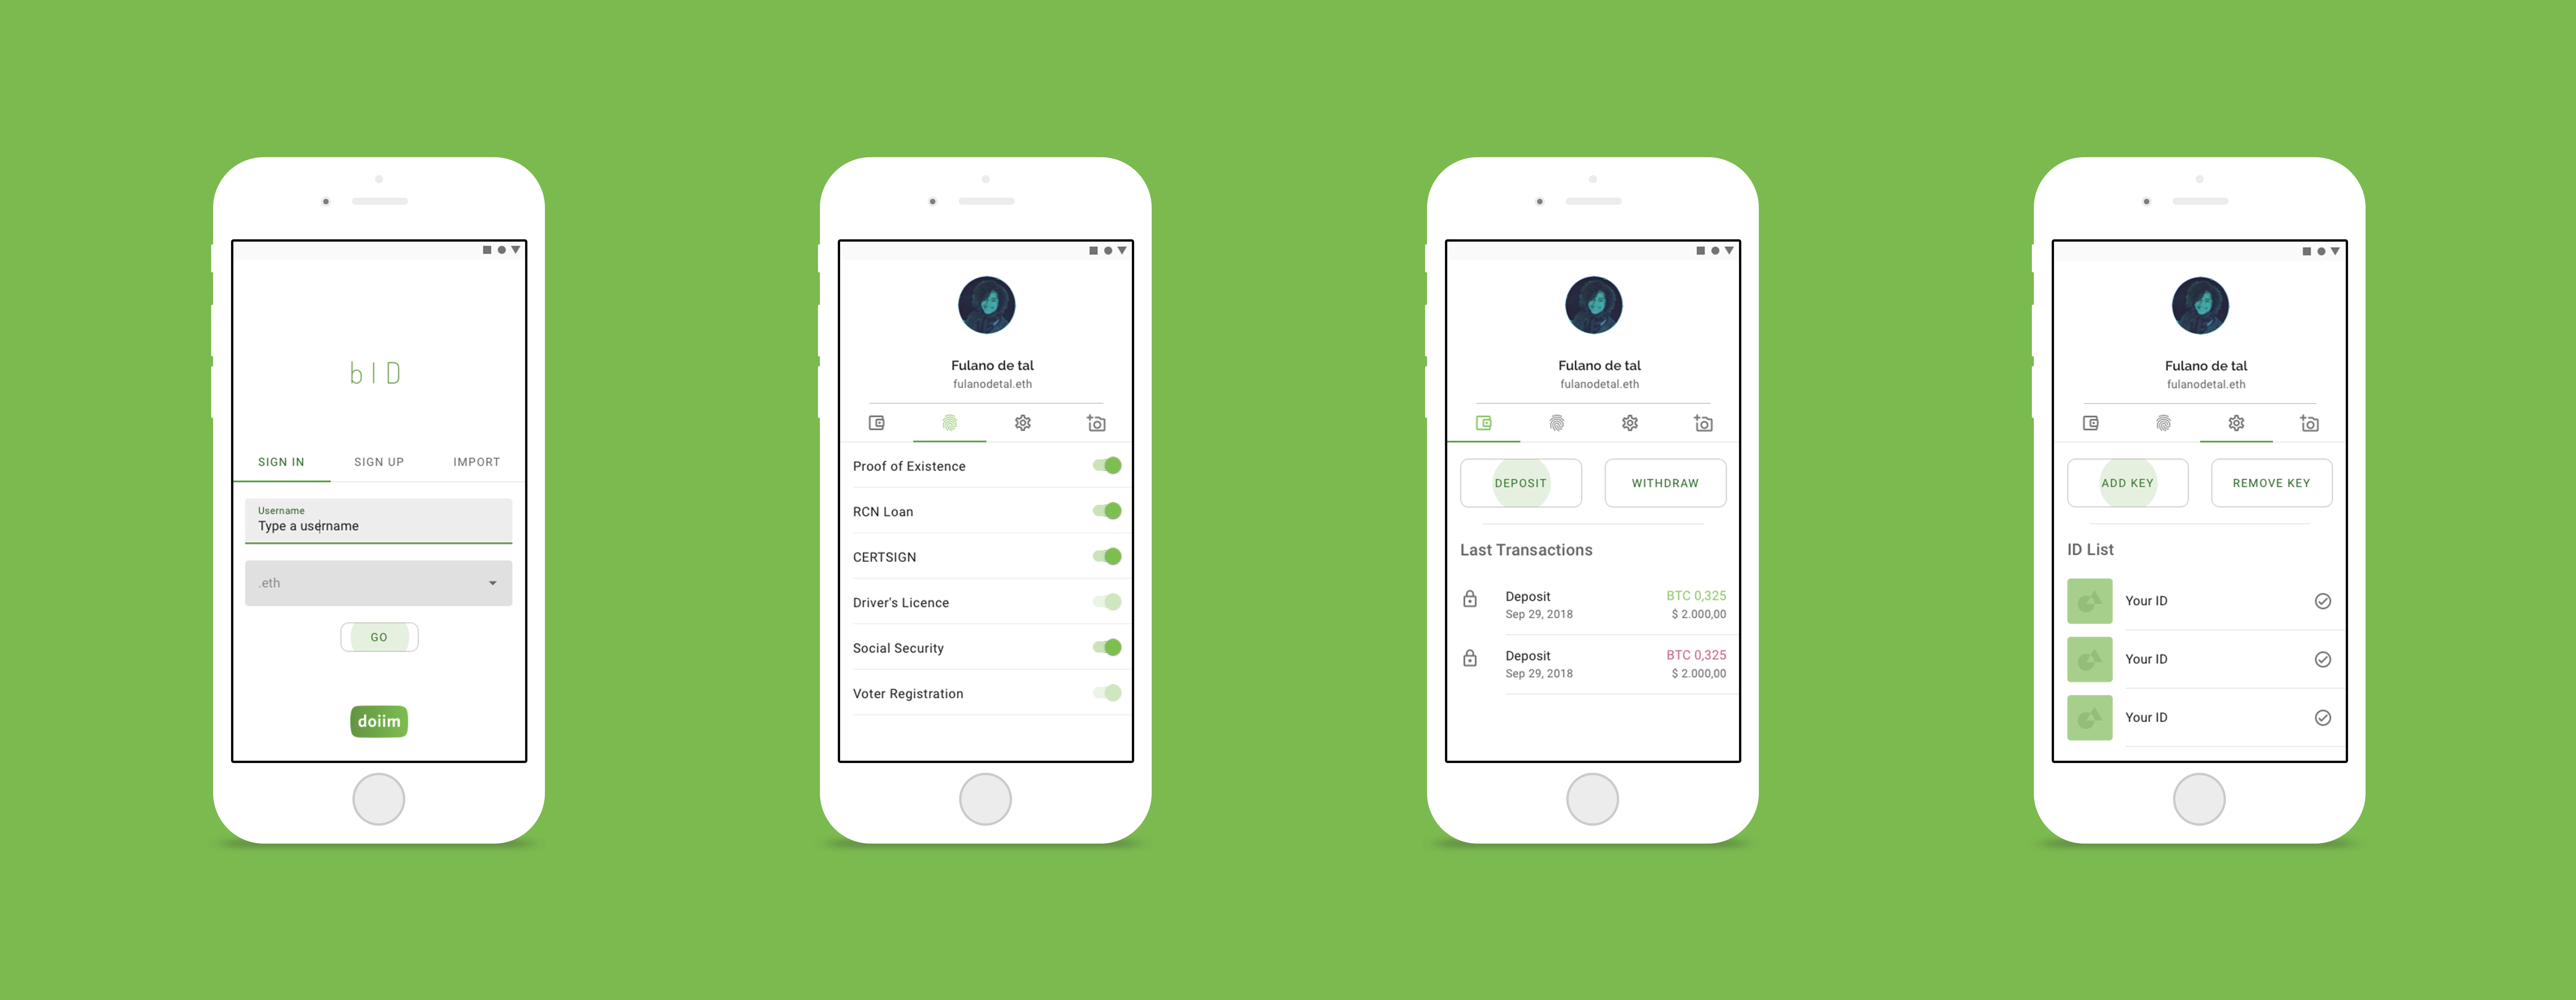 bID
SIGN IN SIGN UP IMPORT
Username
Type a username
.eth
GO
doiim
Fulano de tal
fulanodetal.eth
Proof of Existence
RCN Loan
CERTSIGN
Driver's Licence
Social Security
Voter Registration
Fulano de tal
fulanodetal.eth
DEPOSIT WITHDRAW
Last Transactions
Deposit BTC 0,325
Sep 29, 2018 $ 2.000,00
Deposit BTC 0,325
Sep 29, 2018 $ 2.000,00
Fulano de tal
fulanodetal.eth
ADD KEY REMOVE KEY
ID List
Your ID
Your ID
Your ID